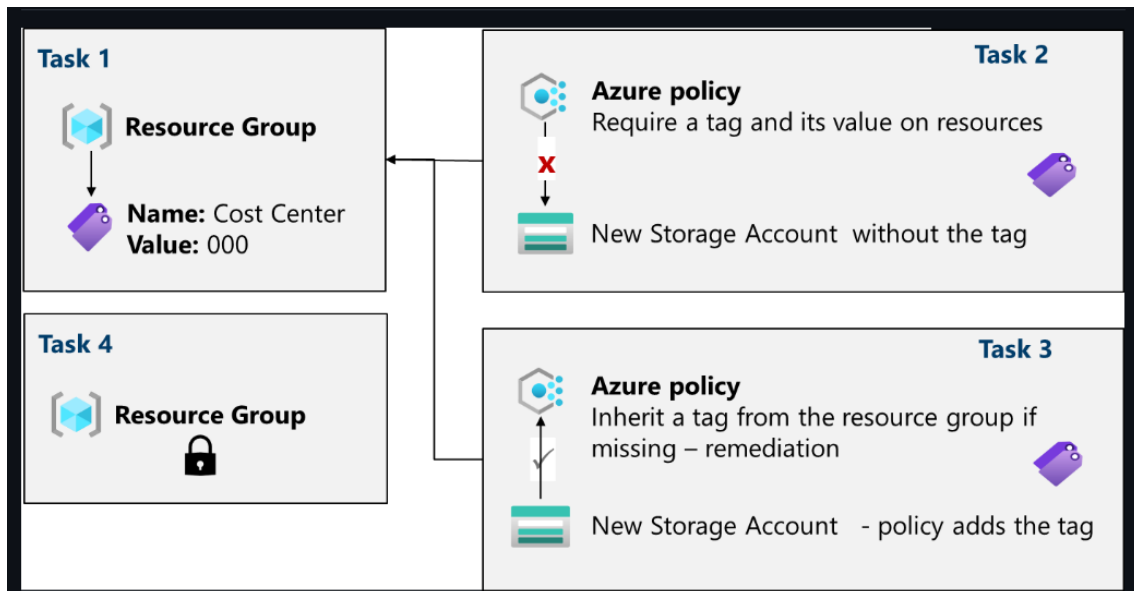 Task 1
Resource Group
Name: Cost Center
Value: 000
Task 2
Azure policy
Require a tag and its value on resources
X
New Storage Account without the tag
Task 4
Resource Group
Task 3
Azure policy
Inherit a tag from the resource group if
missing – remediation
New Storage Account - policy adds the tag